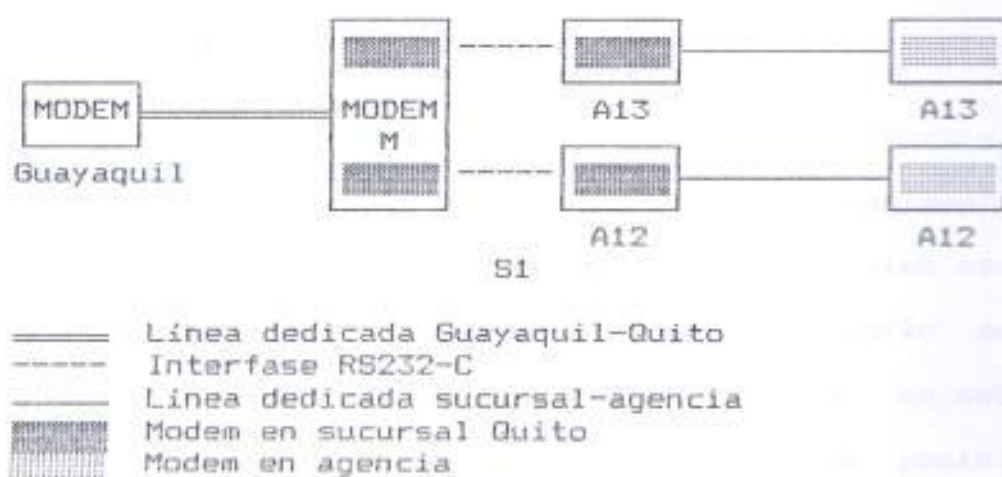 MODEM
Guayaquil
MODEM
M
A13
A13
A12
A12
S1
Línea dedicada Guayaquil-Quito
Interfase RS232-C
Línea dedicada sucursal-agencia
Modem en sucursal Quito
Modem en agencia